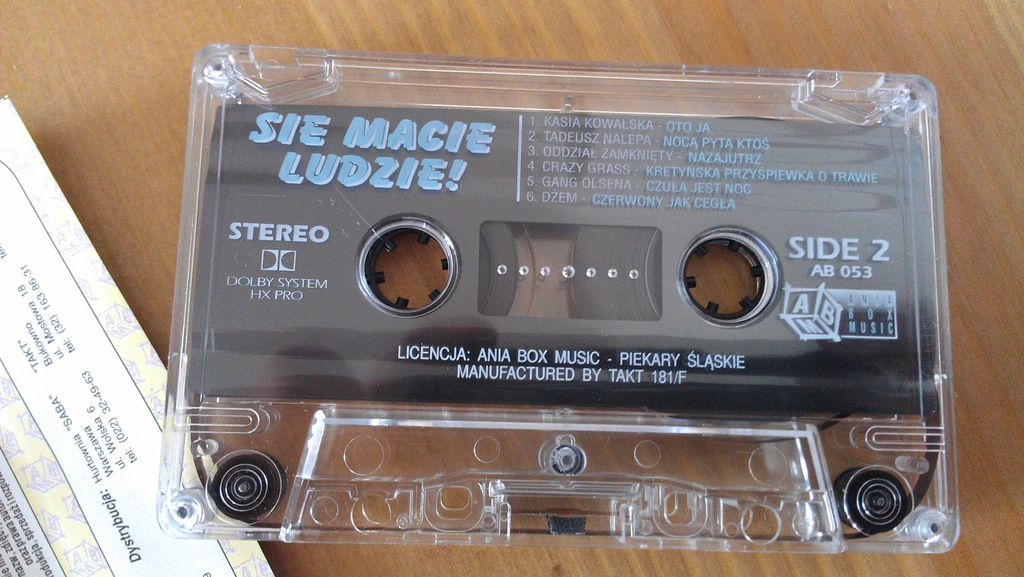 SIE MACIE
LUDZIE!
1. KASIA KOWALSKA - OTO JA
2. TADEUSZ NALEPA - NOCĄ PYTA KTOŚ
3. ODDZIAŁ ZAMKNIĘTY - NAZAJUTRZ
4. CRAZY GRASS - KRETYŃSKA PRZYŚPIEWKA O TRAWIE
5. GANG OLSENA - CZUŁA JEST NOC
6. DŻEM - CZERWONY JAK CEGŁA
STEREO
DOLBY SYSTEM
HX PRO
SIDE 2
AB 053
ABM
ANIA
BOX
MUSIC
LICENCJA: ANIA BOX MUSIC - PIEKARY ŚLĄSKIE
MANUFACTURED BY TAKT 181/F
"TAKT"
Bukowno
ul. Mostowa 18
tel. (32) 163-86-31
Dystrybucja: Hurtownia "SABA"
Warszawa
ul. Wolska 6
tel. (022) 32-49-63